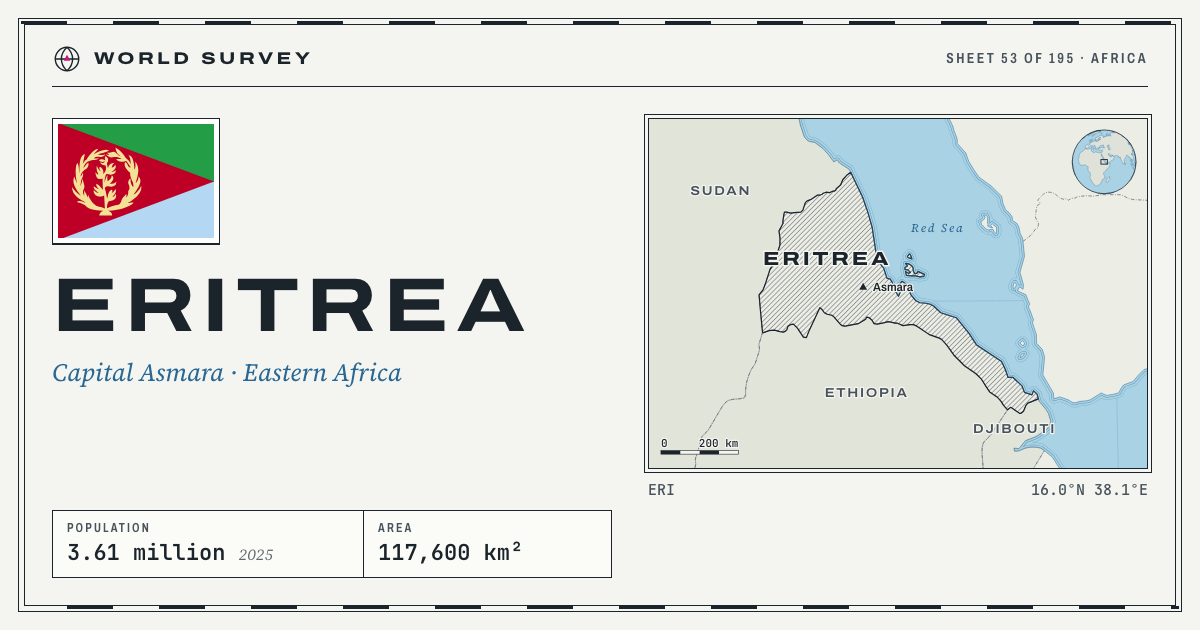 WORLD SURVEY
SHEET 53 OF 195 · AFRICA
ERITREA
Capital Asmara · Eastern Africa
POPULATION
3.61 million 2025
AREA
117,600 km²
SUDAN
Red Sea
ERITREA
Asmara
ETHIOPIA
DJIBOUTI
0 200 km
ERI
16.0°N 38.1°E